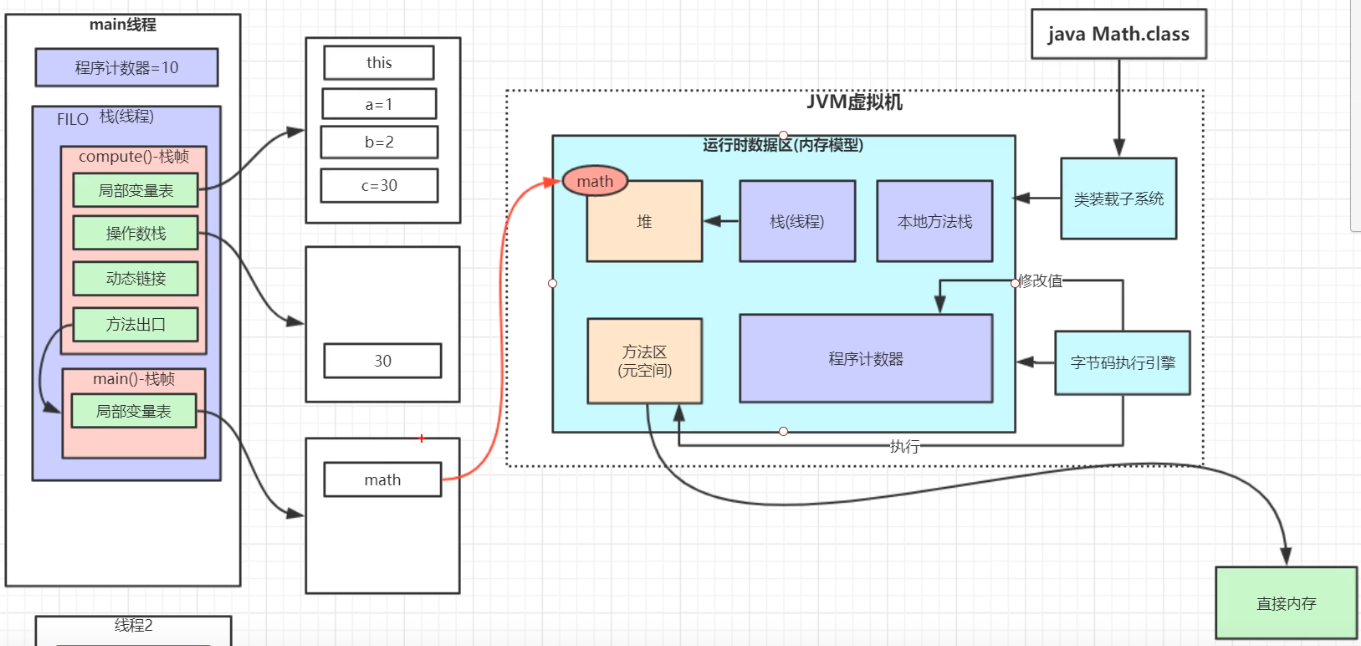 main线程
程序计数器=10
FILO 栈(线程)
compute()-栈帧
局部变量表
操作数栈
动态链接
方法出口
main()-栈帧
局部变量表
线程2
this
a=1
b=2
c=30
30
math
java Math.class
JVM虚拟机
运行时数据区(内存模型)
math
堆
栈(线程)
本地方法栈
类装载子系统
修改值
方法区
(元空间)
程序计数器
字节码执行引擎
执行
直接内存